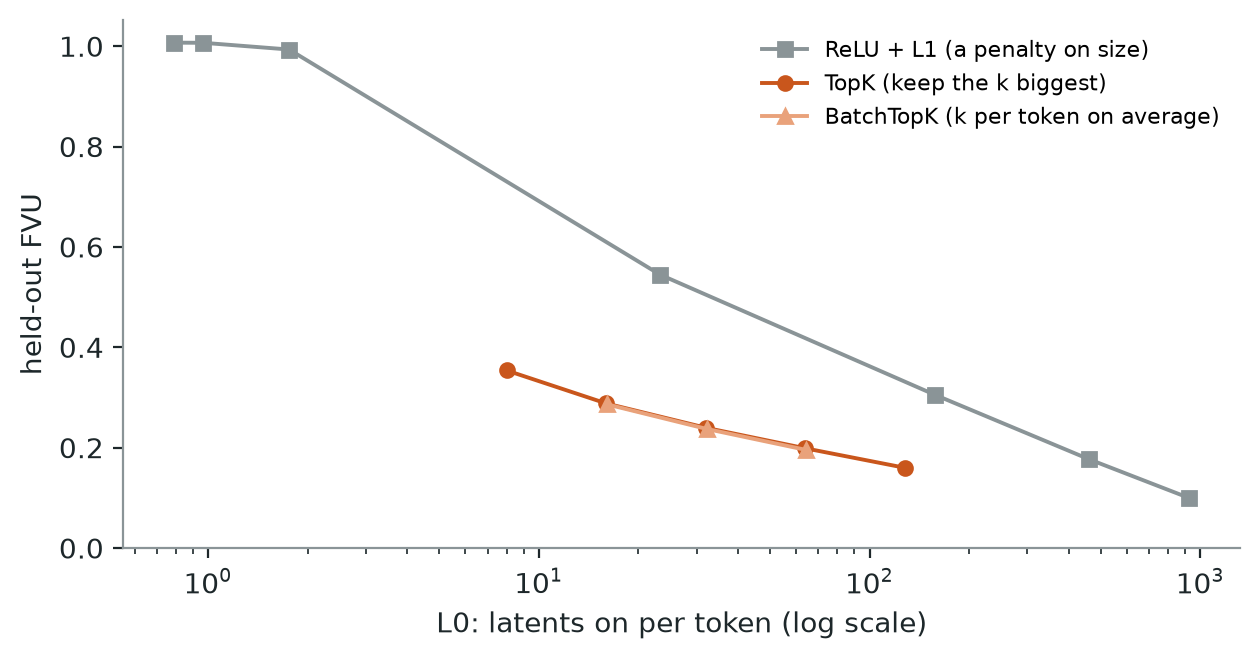 held-out FVU
1.0
0.8
0.6
0.4
0.2
0.0
ReLU + L1 (a penalty on size)
TopK (keep the k biggest)
BatchTopK (k per token on average)
10⁰
10¹
10²
10³
L0: latents on per token (log scale)